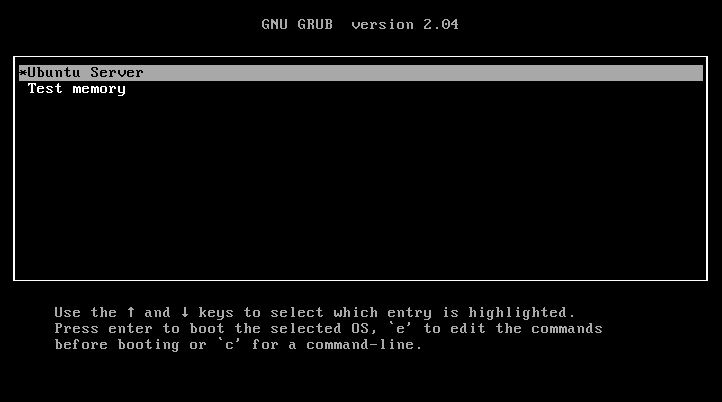 GNU GRUB  version 2.04
*Ubuntu Server
Test memory
Use the ↑ and ↓ keys to select which entry is highlighted.
Press enter to boot the selected OS, `e' to edit the commands
before booting or `c' for a command-line.